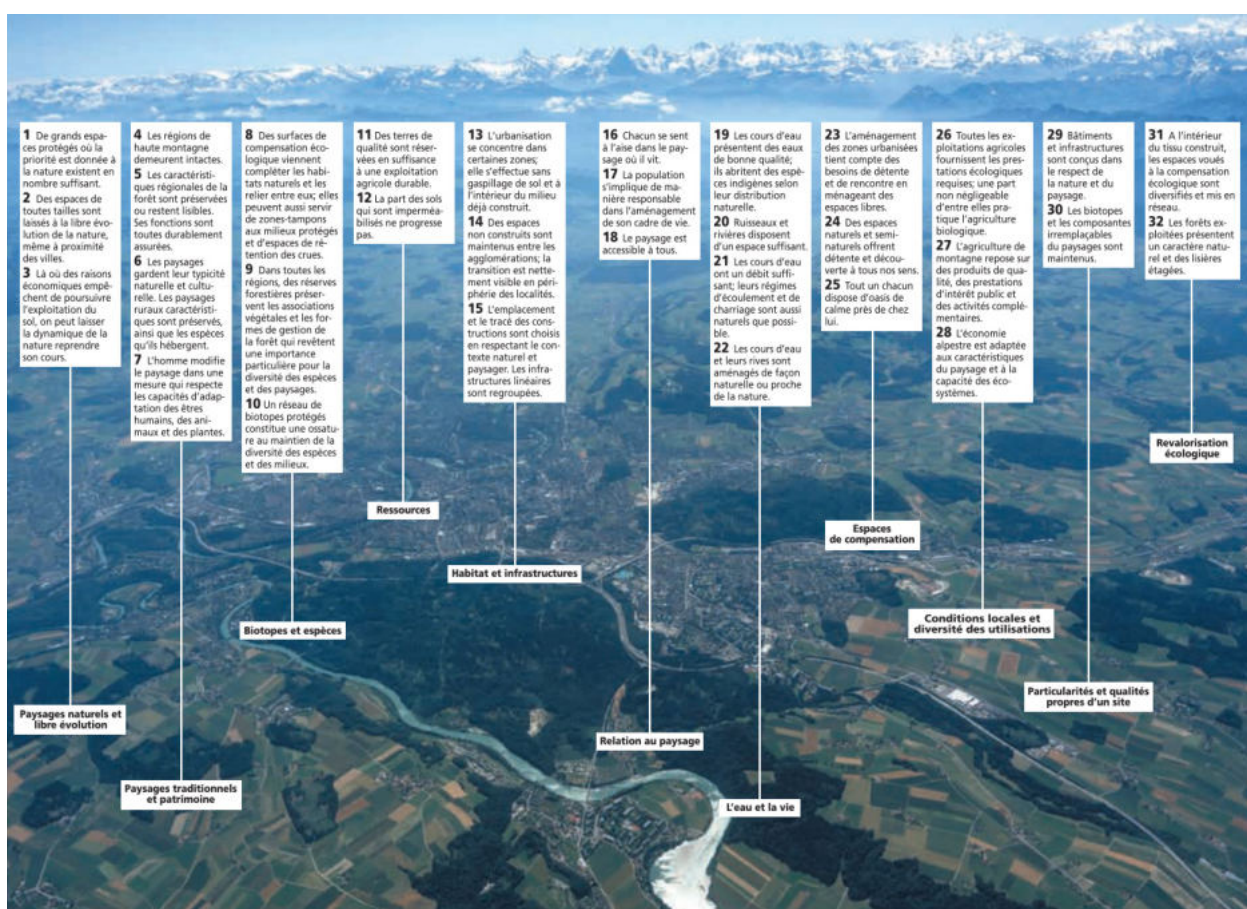 1 De grands espa-
ces protégés où la
priorité est donnée à
la nature existent en
nombre suffisant.
2 Des espaces de
toutes tailles sont
laissés à la libre évo-
lution de la nature,
même à proximité
des villes.
3 Là où des raisons
économiques empê-
chent de poursuivre
l'exploitation du
sol, on peut laisser
la dynamique de la
nature reprendre
son cours.
Paysages naturels et
libre évolution
4 Les régions de
haute montagne
demeurent intactes.
5 Les caractéristi-
ques régionales de la
forêt sont préservées
ou restent lisibles.
Ses fonctions sont
toutes durablement
assurées.
6 Les paysages
gardent leur typicité
naturelle et cultu-
relle. Les paysages
ruraux caractéristi-
ques sont préservés,
ainsi que les espèces
qu'ils hébergent.
7 L'homme modifie
le paysage dans une
mesure qui respecte
les capacités d'adap-
tation des êtres
humains, des ani-
maux et des plantes.
Paysages traditionnels
et patrimoine
8 Des surfaces de
compensation éco-
logique viennent
compléter les habi-
tats naturels et les
relier entre eux; elles
peuvent aussi servir
de zones-tampons
aux milieux protégés
et d'espaces de ré-
tention des crues.
9 Dans toutes les
régions, des réserves
forestières préser-
vent les associations
végétales et les for-
mes de gestion de
la forêt qui revêtent
une importance
particulière pour la
diversité des espèces
et des paysages.
10 Un réseau de
biotopes protégés
constitue une ossatu-
re au maintien de la
diversité des espèces
et des milieux.
Biotopes et espèces
11 Des terres de
qualité sont réser-
vées en suffisance
à une exploitation
agricole durable.
12 La part des sols
qui sont imperméa-
bilisés ne progresse
pas.
Ressources
13 L'urbanisation
se concentre dans
certaines zones;
elle s'effectue sans
gaspillage de sol et à
l'intérieur du milieu
déjà construit.
14 Des espaces
non construits sont
maintenus entre les
agglomérations; la
transition est nette-
ment visible en péri-
phérie des localités.
15 L'emplacement
et le tracé des cons-
tructions sont choisis
en respectant le con-
texte naturel et
paysager. Les infra-
structures linéaires
sont regroupées.
Habitat et infrastructures
16 Chacun se sent
à l'aise dans le pay-
sage où il vit.
17 La population
s'implique de ma-
nière responsable
dans l'aménagement
de son cadre de vie.
18 Le paysage est
accessible à tous.
Relation au paysage
19 Les cours d'eau
présentent des eaux
de bonne qualité;
ils abritent des espè-
ces indigènes selon
leur distribution
naturelle.
20 Ruisseaux et
rivières disposent
d'un espace suffisant.
21 Les cours d'eau
ont un débit suffi-
sant; leurs régimes
d'écoulement et de
charriage sont aussi
naturels que possi-
ble.
22 Les cours d'eau
et leurs rives sont
aménagés de façon
naturelle ou proche
de la nature.
L'eau et la vie
23 L'aménagement
des zones urbanisées
tient compte des
besoins de détente
et de rencontre en
ménageant des
espaces libres.
24 Des espaces
naturels et semi-
naturels offrent
détente et décou-
verte à tous nos sens.
25 Tout un chacun
dispose d'oasis de
calme près de chez
lui.
Espaces
de compensation
26 Toutes les ex-
ploitations agricoles
fournissent les pres-
tations écologiques
requises; une part
non négligeable
d'entre elles pra-
tique l'agriculture
biologique.
27 L'agriculture de
montagne repose sur
des produits de qua-
lité, des prestations
d'intérêt public et
des activités complé-
mentaires.
28 L'économie
alpestre est adaptée
aux caractéristiques
du paysage et à la
capacité des éco-
systèmes.
Conditions locales et
diversité des utilisations
29 Bâtiments
et infrastructures
sont conçus dans
le respect de
la nature et du
paysage.
30 Les biotopes
et les composantes
irremplaçables
du paysages sont
maintenus.
Particularités et qualités
propres d'un site
31 A l'intérieur
du tissu construit,
les espaces voués
à la compensation
écologique sont
diversifiés et mis en
réseau.
32 Les forêts ex-
ploitées présentent
un caractère natu-
rel et des lisières
étagées.
Revalorisation
écologique